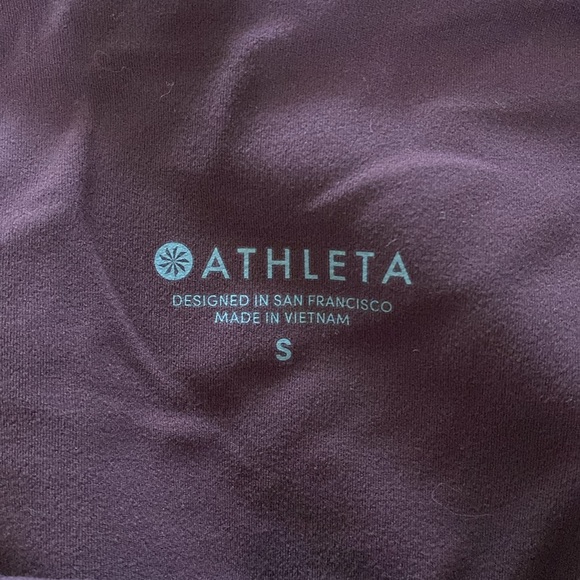 ATHLETA
DESIGNED IN SAN FRANCISCO
MADE IN VIETNAM
S